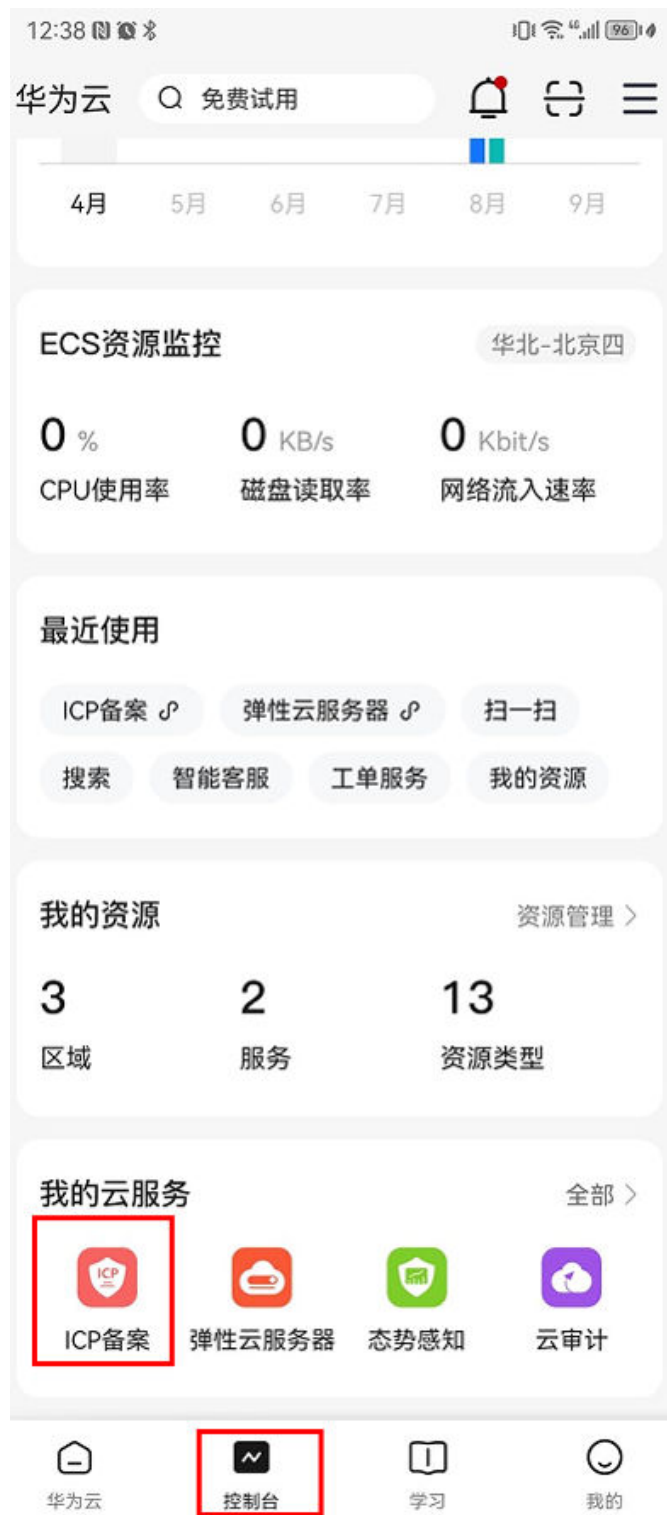 12:38 96
华为云 免费试用
4月 5月 6月 7月 8月 9月
ECS资源监控 华北-北京四
0 % 0 KB/s 0 Kbit/s
CPU使用率 磁盘读取率 网络流入速率
最近使用
ICP备案 弹性云服务器 扫一扫
搜索 智能客服 工单服务 我的资源
我的资源 资源管理
3 2 13
区域 服务 资源类型
我的云服务 全部
ICP
ICP备案 弹性云服务器 态势感知 云审计
华为云 控制台 学习 我的